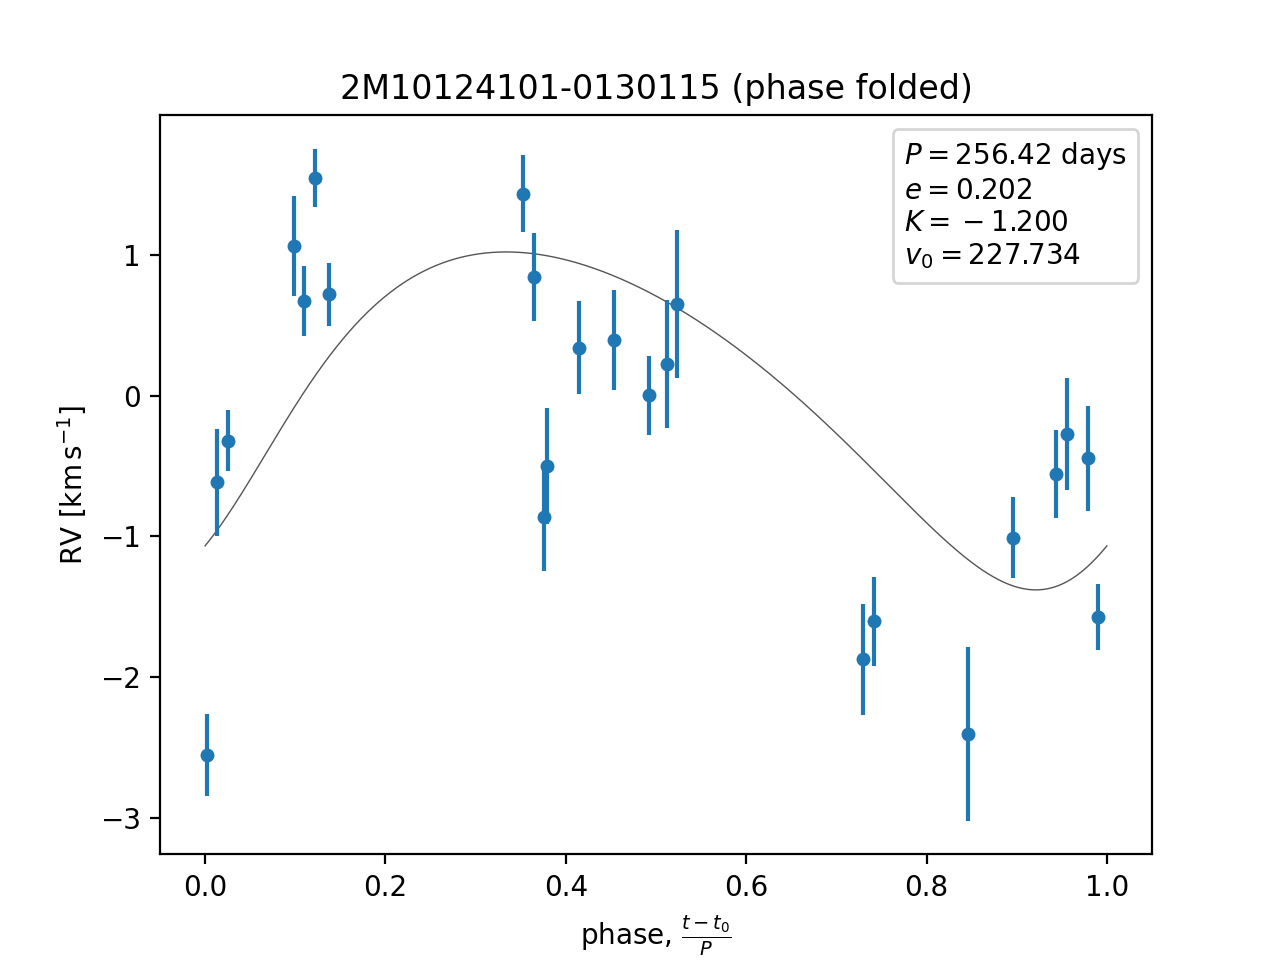 2M10124101-0130115 (phase folded)
P = 256.42 days
e = 0.202
K = −1.200
v₀ = 227.734
RV [km s⁻¹]
1
0
−1
−2
−3
0.0 0.2 0.4 0.6 0.8 1.0
phase, (t − t₀)/P